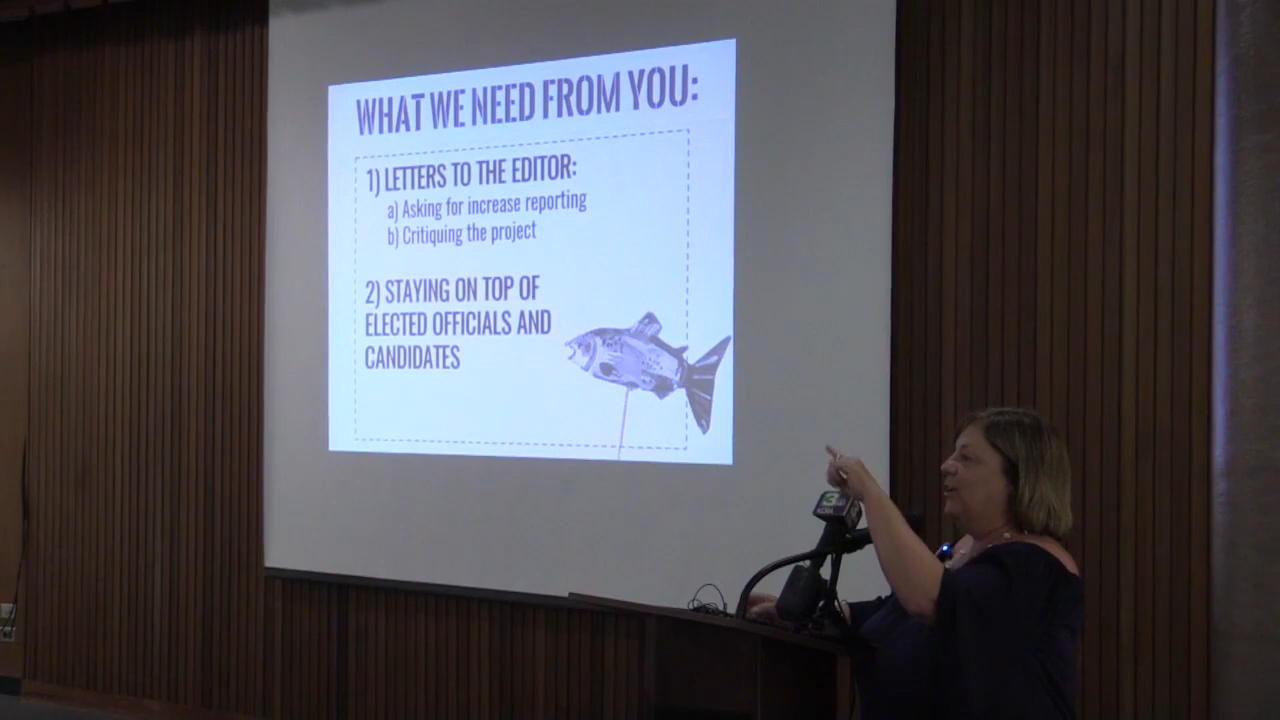 WHAT WE NEED FROM YOU:
1) LETTERS TO THE EDITOR:
a) Asking for increase reporting
b) Critiquing the project
2) STAYING ON TOP OF
ELECTED OFFICIALS AND
CANDIDATES
3
KCRA